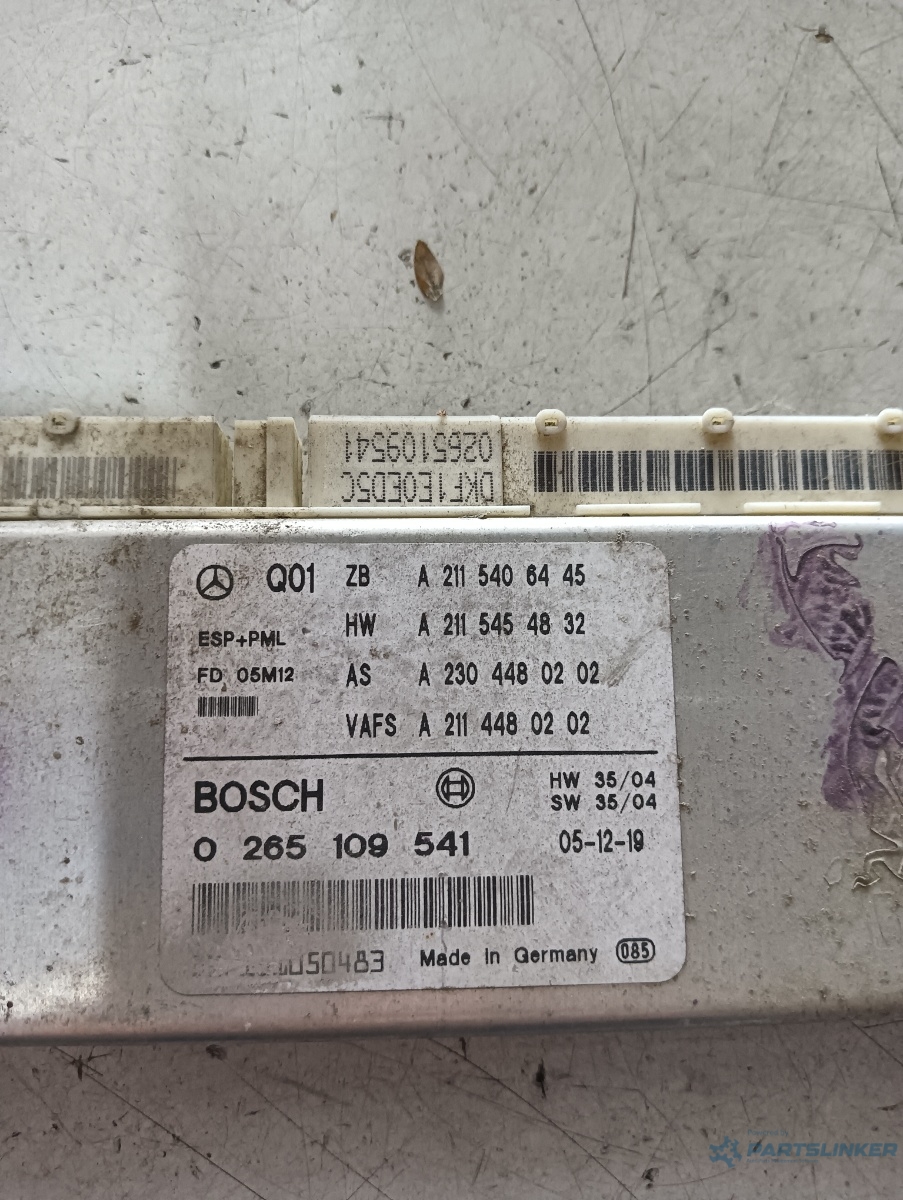 0265109541
DKF1E0ED5C
Q01 ZB A 211 540 64 45
ESP+PML HW A 211 545 48 32
FD 05M12 AS A 230 448 02 02
VAFS A 211 448 02 02
BOSCH HW 35/04
SW 35/04
0 265 109 541 05-12-19
Made in Germany 085
PARTSLINKER